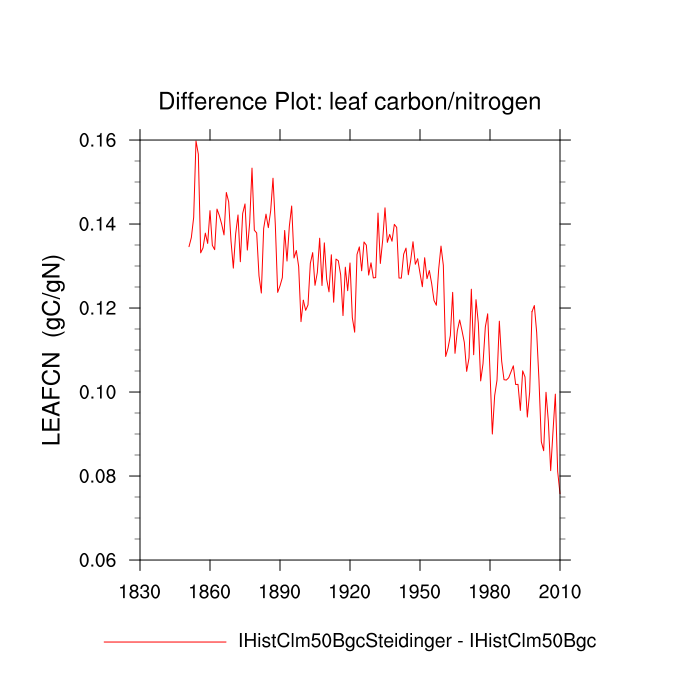 Difference Plot: leaf carbon/nitrogen
0.16
0.14
0.12
0.10
0.08
0.06
LEAFCN (gC/gN)
1830 1860 1890 1920 1950 1980 2010
IHistClm50BgcSteidinger - IHistClm50Bgc